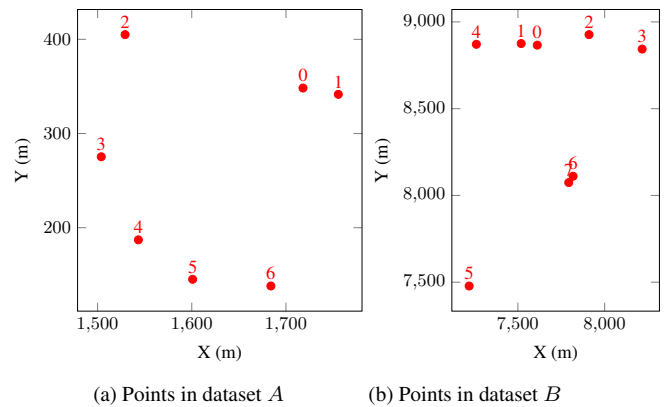 2
400
0
1
300
3
4
200
5
6
1,500 1,600 1,700
X (m)
Y (m)
(a) Points in dataset A
9,000
4 1 0 2 3
8,500
6
7
8,000
5
7,500
7,500 8,000
X (m)
Y (m)
(b) Points in dataset B